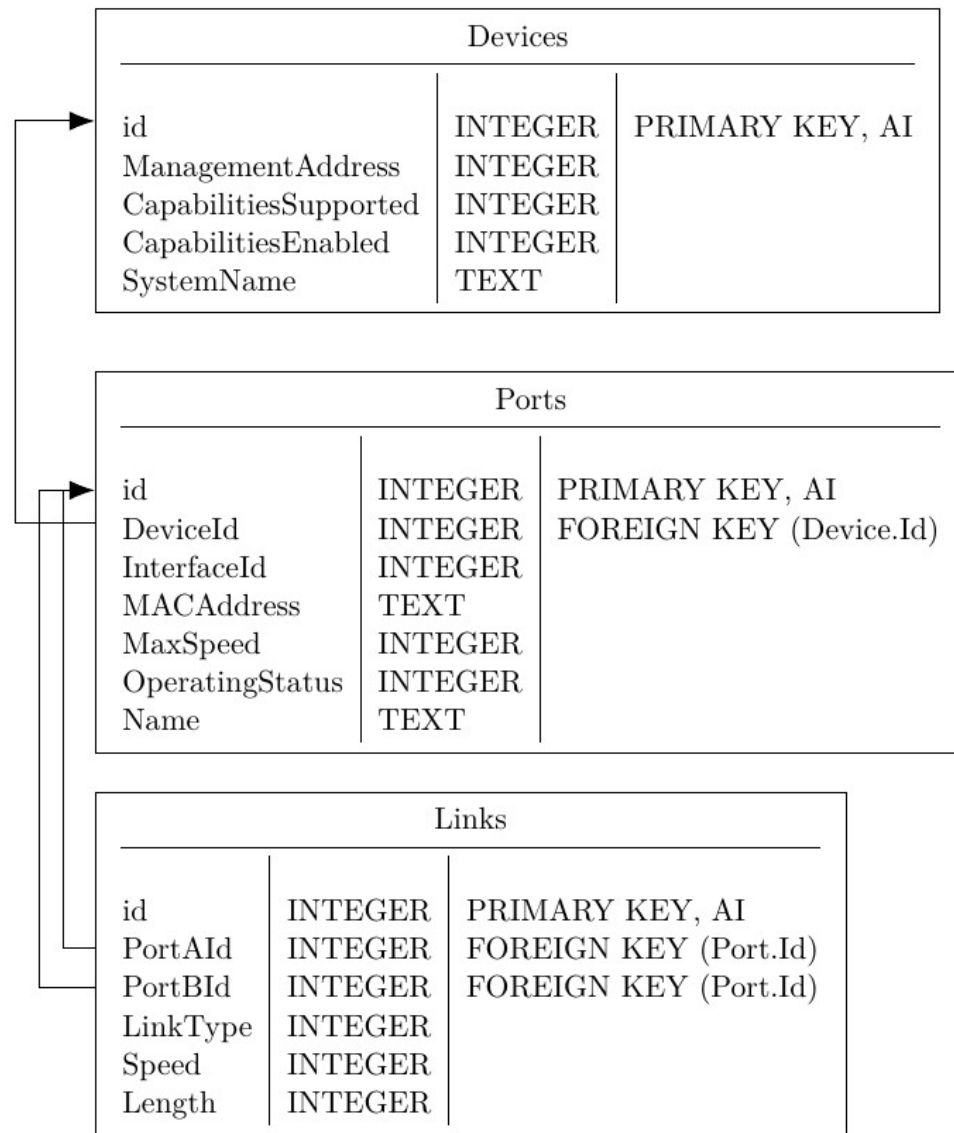 Devices
id INTEGER PRIMARY KEY, AI
ManagementAddress INTEGER
CapabilitiesSupported INTEGER
CapabilitiesEnabled INTEGER
SystemName TEXT
Ports
id INTEGER PRIMARY KEY, AI
DeviceId INTEGER FOREIGN KEY (Device.Id)
InterfaceId INTEGER
MACAddress TEXT
MaxSpeed INTEGER
OperatingStatus INTEGER
Name TEXT
Links
id INTEGER PRIMARY KEY, AI
PortAId INTEGER FOREIGN KEY (Port.Id)
PortBId INTEGER FOREIGN KEY (Port.Id)
LinkType INTEGER
Speed INTEGER
Length INTEGER